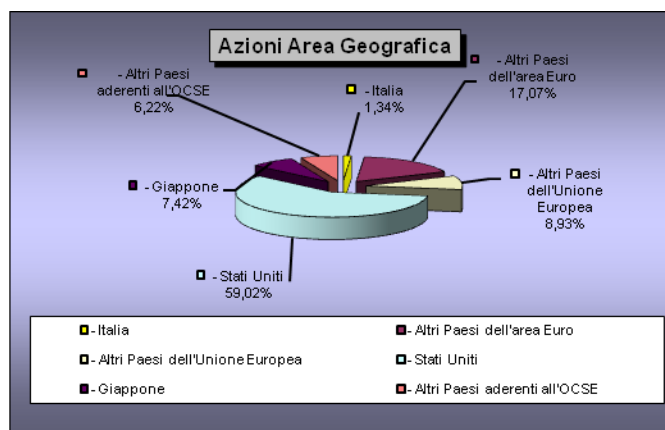 Azioni Area Geografica
- Altri Paesi
aderenti all'OCSE
6,22%
- Italia
1,34%
- Altri Paesi
dell'area Euro
17,07%
- Giappone
7,42%
- Altri Paesi
dell'Unione
Europea
8,93%
- Stati Uniti
59,02%
- Italia
- Altri Paesi dell'area Euro
- Altri Paesi dell'Unione Europea
- Stati Uniti
- Giappone
- Altri Paesi aderenti all'OCSE